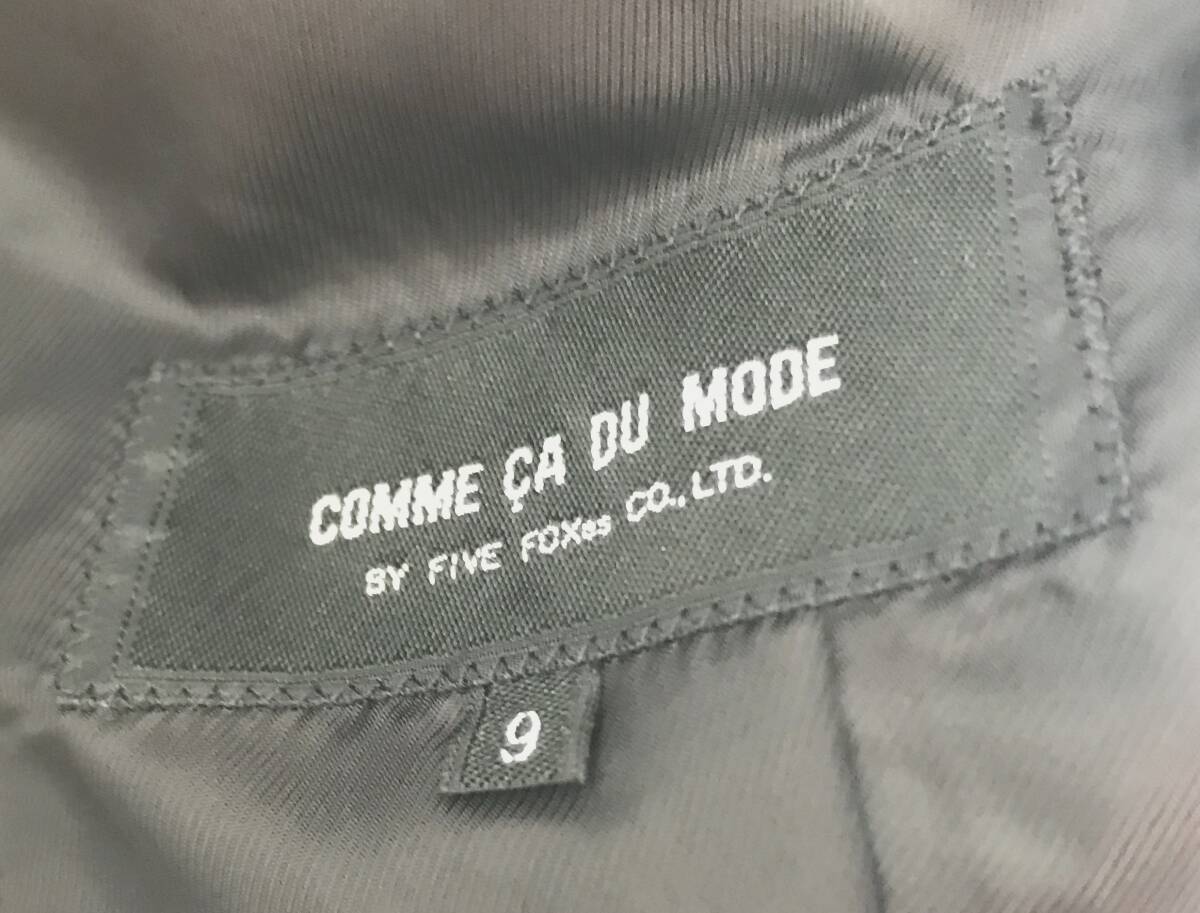 COMME ÇA DU MODE
BY FIVE FOXes CO.,LTD.
9